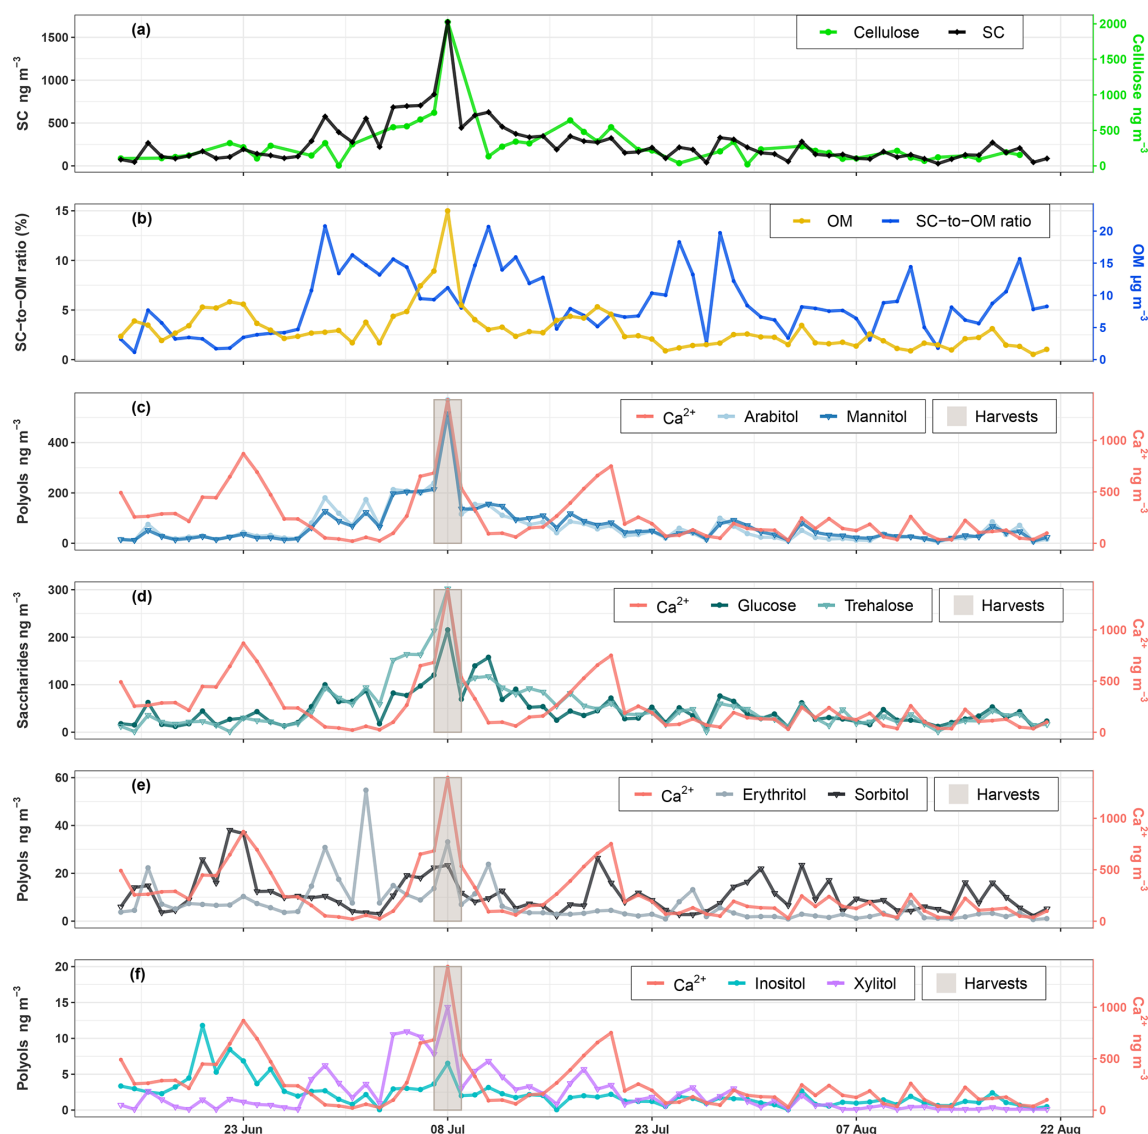 (a)
Cellulose SC
SC ng m⁻³
1500
1000
500
0
2000
1500
1000
500
0
Cellulose ng m⁻³
(b)
OM SC−to−OM ratio
SC−to−OM ratio (%)
15
10
5
0
20
15
10
5
0
OM µg m⁻³
(c)
Ca²⁺ Arabitol Mannitol Harvests
Polyols ng m⁻³
400
200
0
1000
500
0
Ca²⁺ ng m⁻³
(d)
Ca²⁺ Glucose Trehalose Harvests
Saccharides ng m⁻³
300
200
100
0
1000
500
0
Ca²⁺ ng m⁻³
(e)
Ca²⁺ Erythritol Sorbitol Harvests
Polyols ng m⁻³
60
40
20
0
1000
500
0
Ca²⁺ ng m⁻³
(f)
Ca²⁺ Inositol Xylitol Harvests
Polyols ng m⁻³
20
15
10
5
0
1000
500
0
Ca²⁺ ng m⁻³
23 Jun 08 Jul 23 Jul 07 Aug 22 Aug